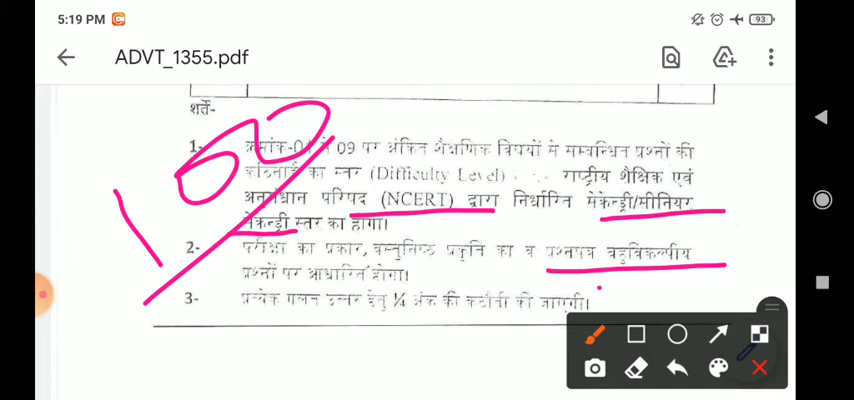 5:19 PM
93
ADVT_1355.pdf
शर्ते-
1- क्रमांक-01 से 09 पर अंकित शैक्षणिक विषयों से सम्बन्धित प्रश्नों की
कठिनाई का स्तर (Difficulty Level) राष्ट्रीय शैक्षिक एवं
अनुसंधान परिषद (NCERT) द्वारा निर्धारित सेकेन्ड्री/सीनियर
सेकेन्ड्री स्तर का होगा।
2- परीक्षा का प्रकार, वस्तुनिष्ठ प्रकृति का व प्रश्नपत्र बहुविकल्पीय
प्रश्नों पर आधारित होगा।
3- प्रत्येक गलत उत्तर हेतु ¼ अंक की कटौती की जाएगी।
150